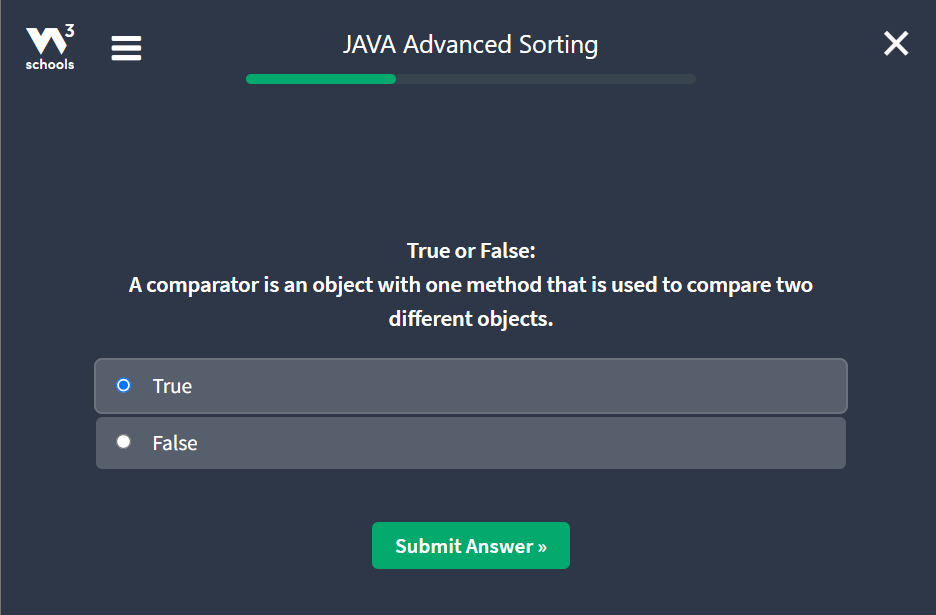 W3
schools
JAVA Advanced Sorting
True or False:
A comparator is an object with one method that is used to compare two
different objects.
True
False
Submit Answer »